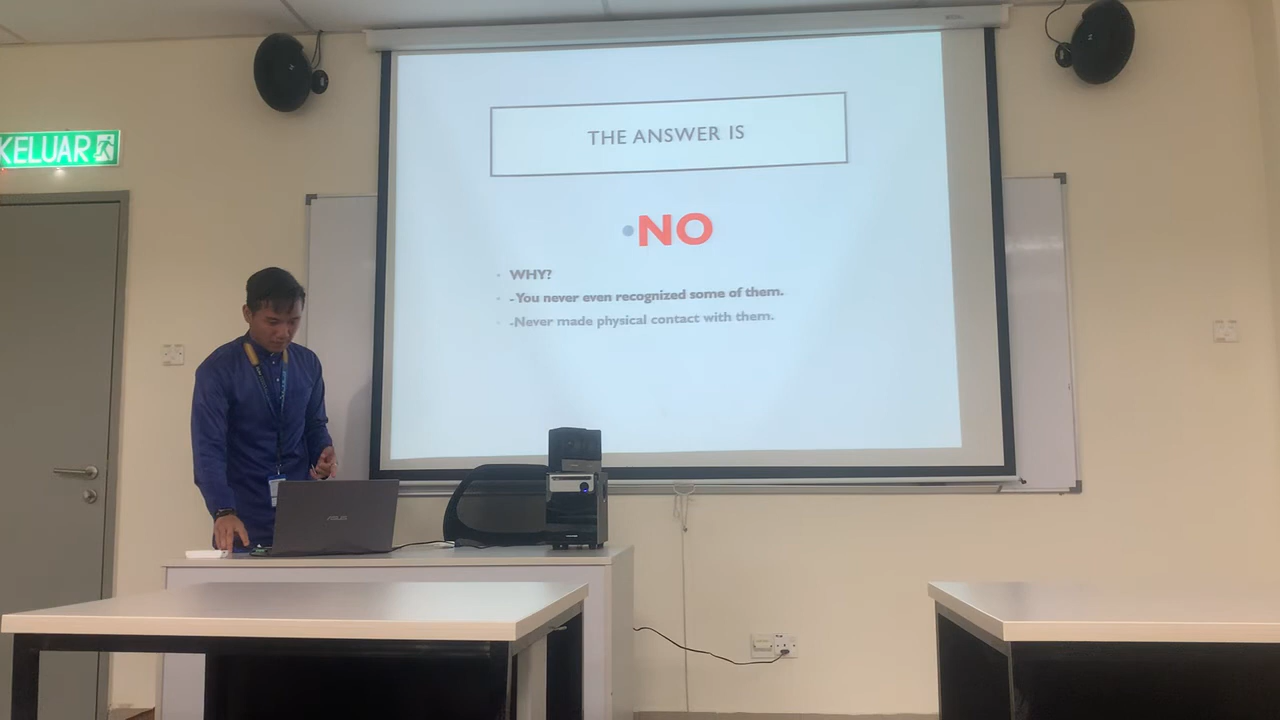 KELUAR
THE ANSWER IS
•NO
• WHY?
• -You never even recognized some of them.
• -Never made physical contact with them.
ASUS